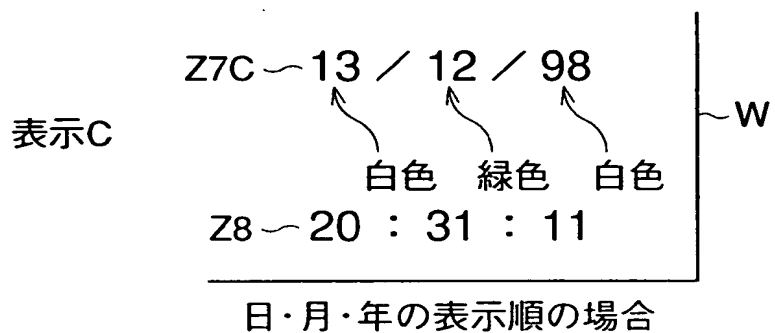 Z7C 13 / 12 / 98
W
表示C
白色 緑色 白色
Z8 20 : 31 : 11
日・月・年の表示順の場合